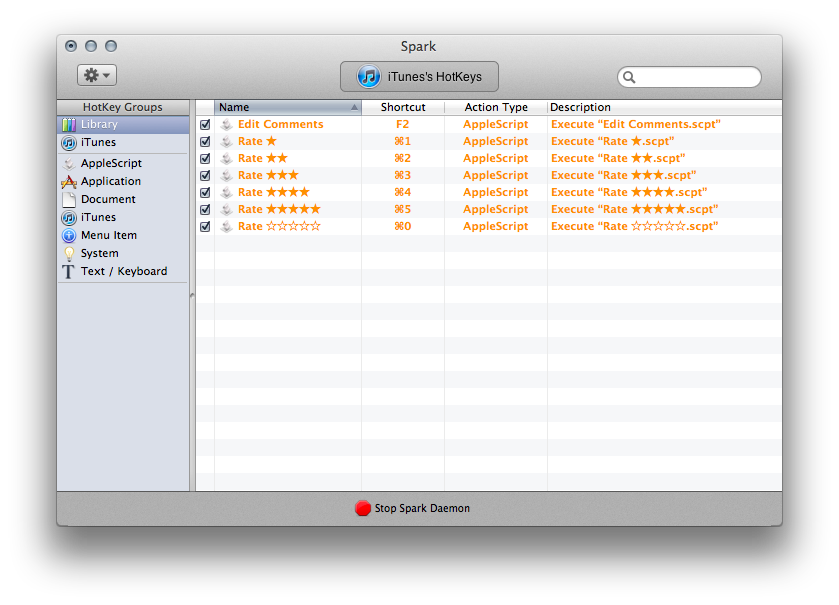 Spark
iTunes's HotKeys
HotKey Groups Name Shortcut Action Type Description
Library
iTunes
AppleScript
Application
Document
iTunes
Menu Item
System
Text / Keyboard
Edit Comments F2 AppleScript Execute “Edit Comments.scpt”
Rate ★ ⌘1 AppleScript Execute “Rate ★.scpt”
Rate ★★ ⌘2 AppleScript Execute “Rate ★★.scpt”
Rate ★★★ ⌘3 AppleScript Execute “Rate ★★★.scpt”
Rate ★★★★ ⌘4 AppleScript Execute “Rate ★★★★.scpt”
Rate ★★★★★ ⌘5 AppleScript Execute “Rate ★★★★★.scpt”
Rate ☆☆☆☆☆ ⌘0 AppleScript Execute “Rate ☆☆☆☆☆.scpt”
Stop Spark Daemon